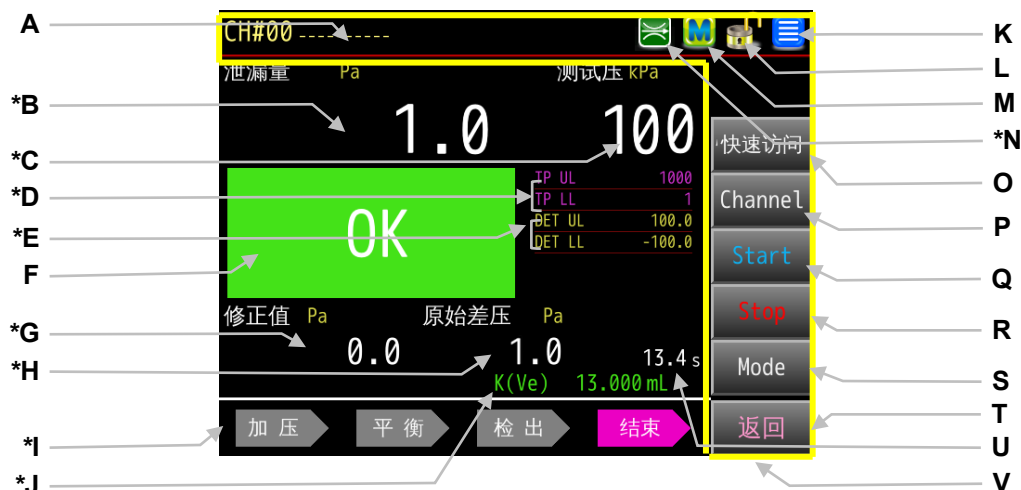 A
CH#00 ----------
K
L
泄漏量 Pa
测试压 kPa
M
*B
1.0
100
*N
快速访问
*C
TP UL 1000
O
*D
TP LL 1
Channel
DET UL 100.0
P
*E
OK
DET LL -100.0
Start
F
Q
修正值 Pa
原始差压 Pa
Stop
R
*G
0.0
1.0
13.4 s
Mode
*H
K(Ve) 13.000 mL
S
T
加 压
平 衡
检 出
结束
返回
*I
U
*J
V